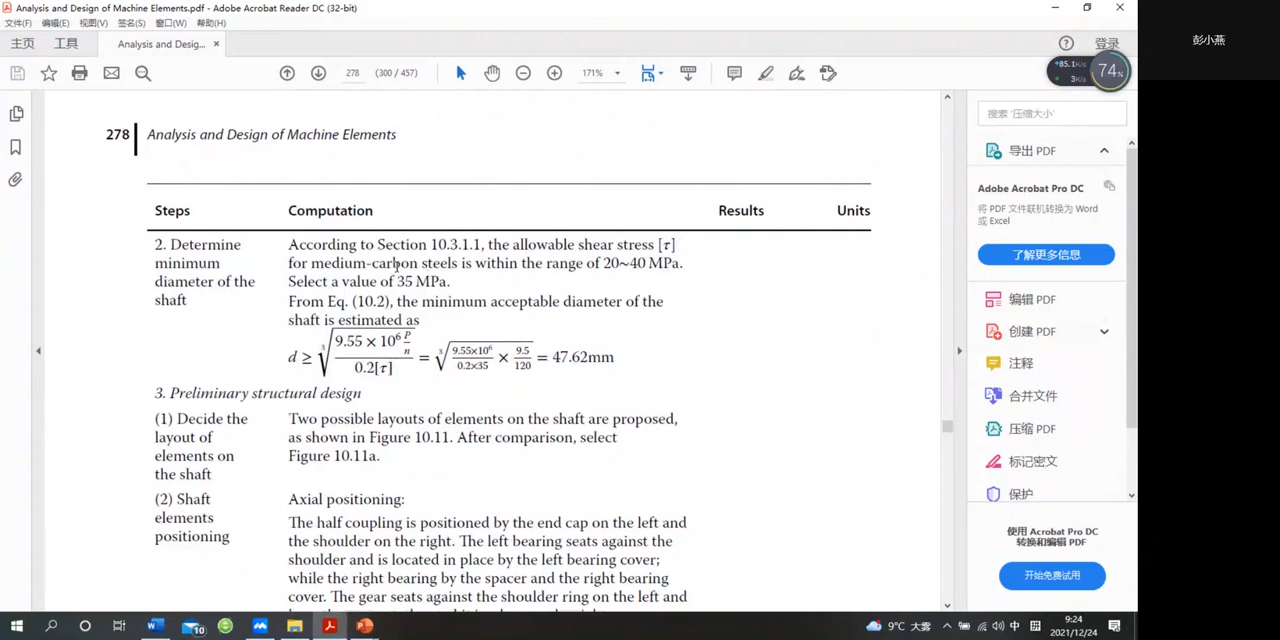 Analysis and Design of Machine Elements.pdf - Adobe Acrobat Reader DC (32-bit)
文件(F) 编辑(E) 视图(V) 签名(S) 窗口(W) 帮助(H)
主页 工具 Analysis and Desig... × 登录
278 (300 / 457) 171%
85.1K/s
3K/s
74%
彭小燕
278 Analysis and Design of Machine Elements
Steps Computation Results Units
2. Determine
minimum
diameter of the
shaft
According to Section 10.3.1.1, the allowable shear stress [τ]
for medium-carbon steels is within the range of 20~40 MPa.
Select a value of 35 MPa.
From Eq. (10.2), the minimum acceptable diameter of the
shaft is estimated as
d ≥ ∛(9.55 × 10⁶ P/n / 0.2[τ]) = ∛(9.55×10⁶ / 0.2×35 × 9.5/120) = 47.62mm
3. Preliminary structural design
(1) Decide the
layout of
elements on
the shaft
Two possible layouts of elements on the shaft are proposed,
as shown in Figure 10.11. After comparison, select
Figure 10.11a.
(2) Shaft
elements
positioning
Axial positioning:
The half coupling is positioned by the end cap on the left and
the shoulder on the right. The left bearing seats against the
shoulder and is located in place by the left bearing cover;
while the right bearing by the spacer and the right bearing
cover. The gear seats against the shoulder ring on the left and
搜索 '压缩大小'
导出 PDF
Adobe Acrobat Pro DC
将 PDF 文件联机转换为 Word
或 Excel
了解更多信息
编辑 PDF
创建 PDF
注释
合并文件
压缩 PDF
标记密文
保护
使用 Acrobat Pro DC
转换和编辑 PDF
开始免费试用
10
9°C 大雾
中
9:24
2021/12/24